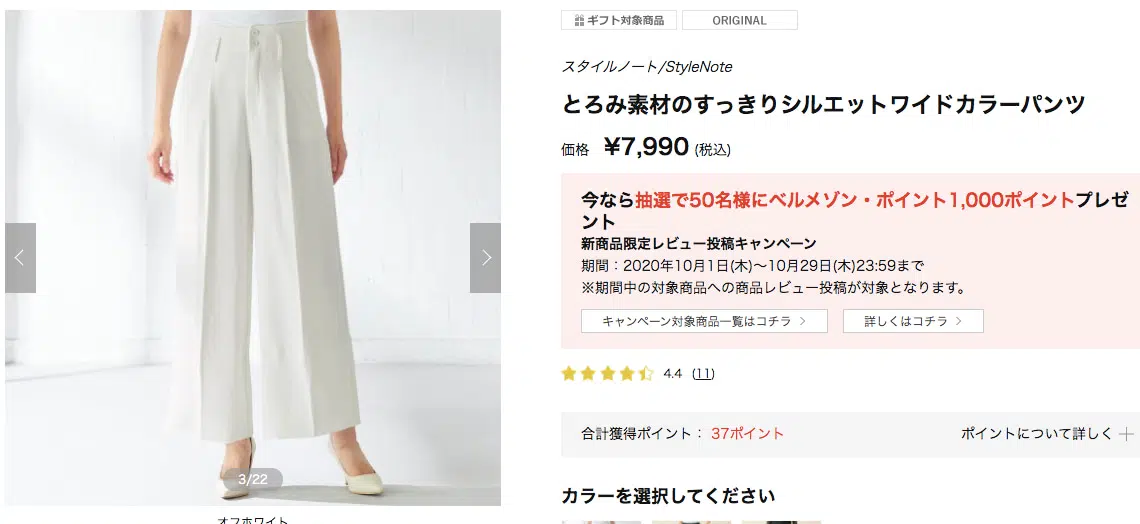 ギフト対象商品
ORIGINAL
スタイルノート/StyleNote
とろみ素材のすっきりシルエットワイドカラーパンツ
価格 ¥7,990 (税込)
今なら抽選で50名様にベルメゾン・ポイント1,000ポイントプレゼ
ント
新商品限定レビュー投稿キャンペーン
期間：2020年10月1日(木)〜10月29日(木)23:59まで
※期間中の対象商品への商品レビュー投稿が対象となります。
キャンペーン対象商品一覧はコチラ
詳しくはコチラ
4.4 (11)
合計獲得ポイント： 37ポイント
ポイントについて詳しく
カラーを選択してください
3/22
オフホワイト